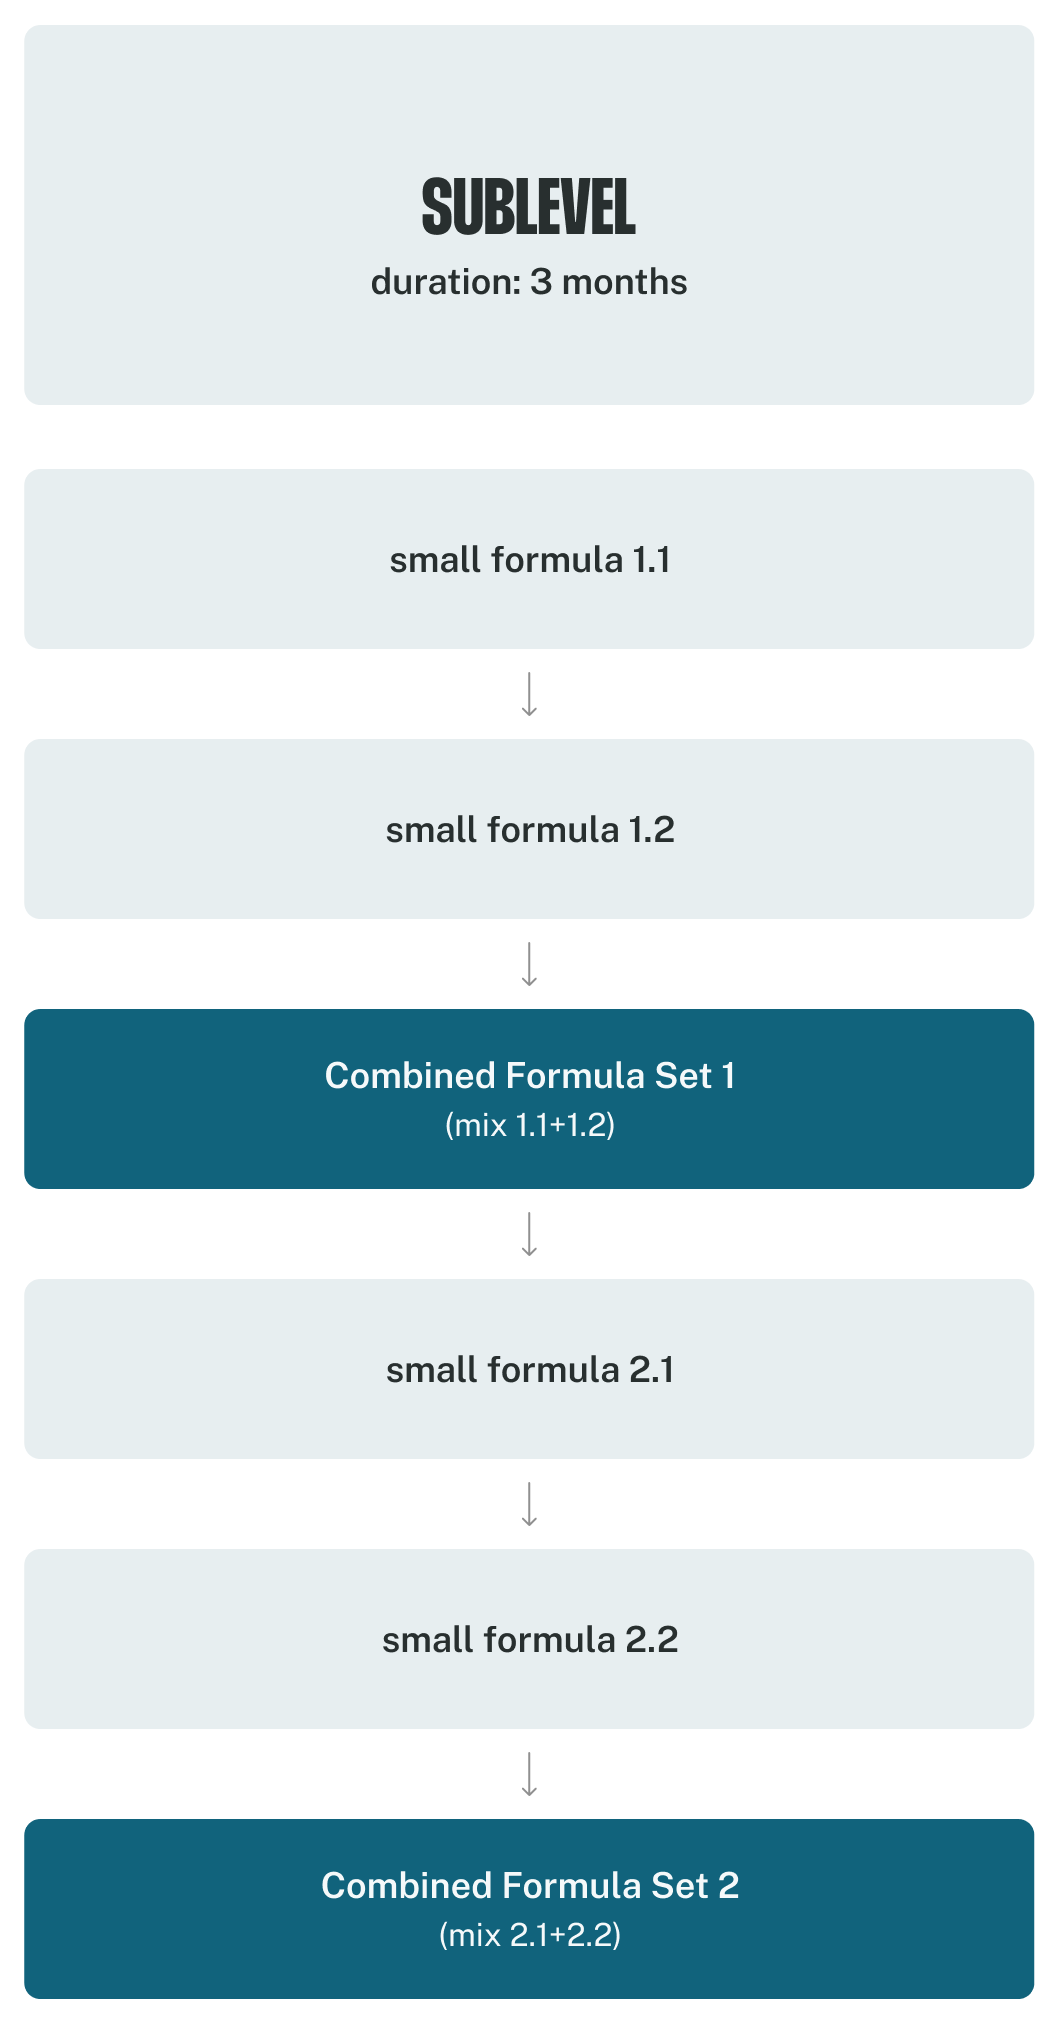 SUBLEVEL
duration: 3 months
small formula 1.1
small formula 1.2
Combined Formula Set 1
(mix 1.1+1.2)
small formula 2.1
small formula 2.2
Combined Formula Set 2
(mix 2.1+2.2)